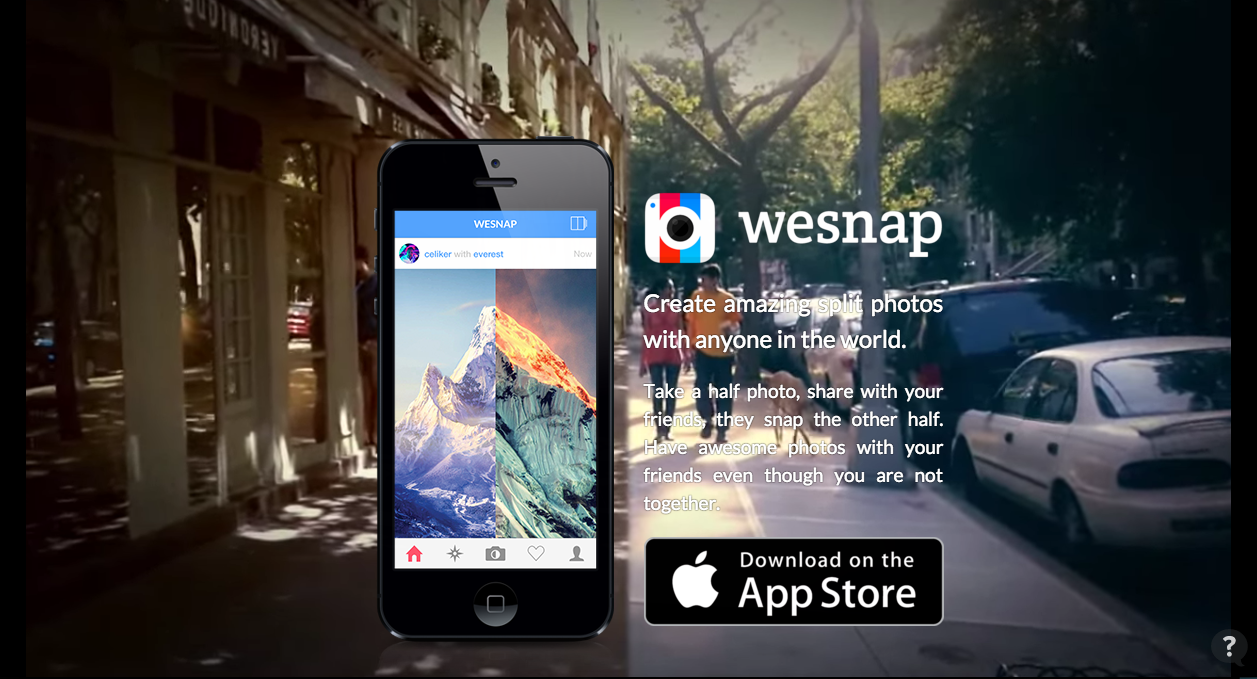 WESNAP
celiker with everest
Now
wesnap
Create amazing split photos
with anyone in the world.
Take a half photo, share with your
friends, they snap the other half.
Have awesome photos with your
friends even though you are not
together.
Download on the
App Store
?